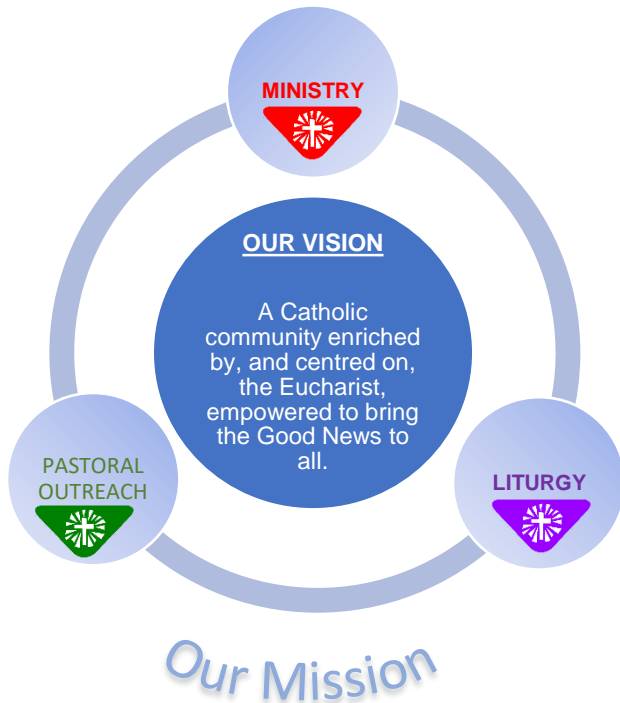 MINISTRY
OUR VISION
A Catholic
community enriched
by, and centred on,
the Eucharist,
empowered to bring
the Good News to
all.
PASTORAL
OUTREACH
LITURGY
Our Mission